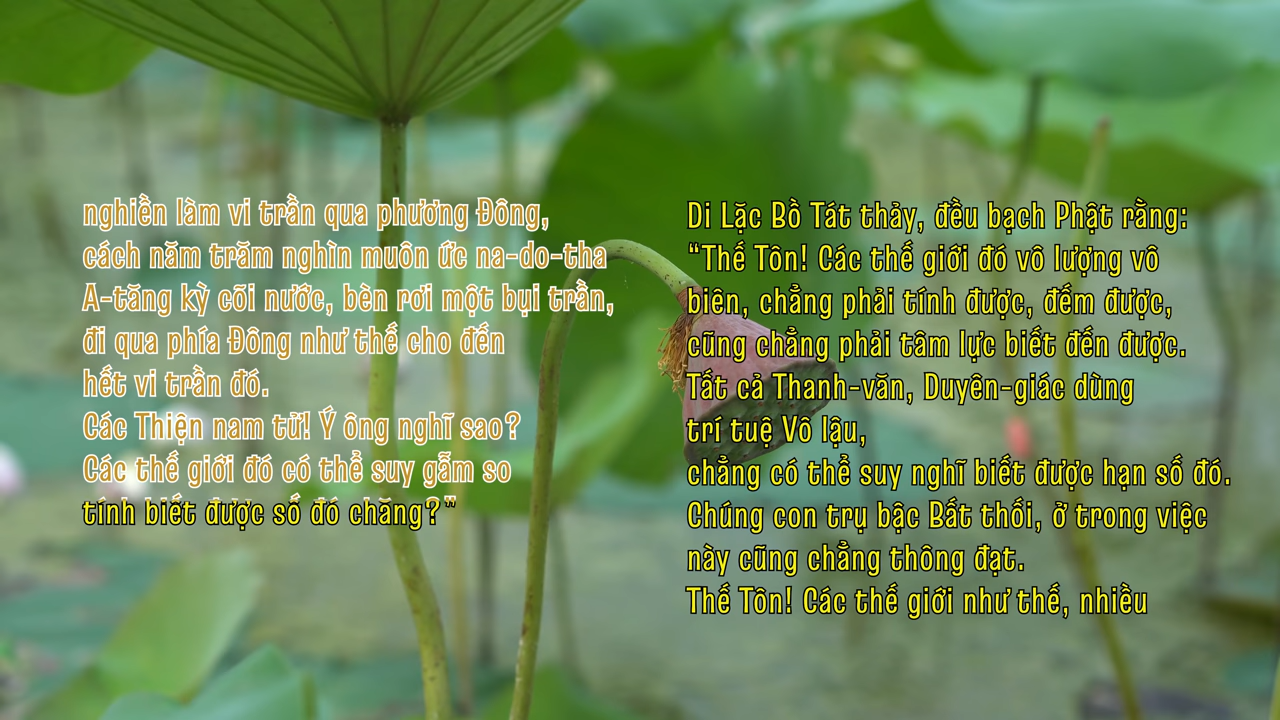 nghiền làm vi trần qua phương Đông,
cách năm trăm nghìn muôn ức na-do-tha
A-tăng kỳ cõi nước, bèn rơi một bụi trần,
đi qua phía Đông như thế cho đến
hết vi trần đó.
Các Thiện nam tử! Ý ông nghĩ sao?
Các thế giới đó có thể suy gẫm so
tính biết được số đó chăng?”
Di Lặc Bồ Tát thảy, đều bạch Phật rằng:
“Thế Tôn! Các thế giới đó vô lượng vô
biên, chẳng phải tính được, đếm được,
cũng chẳng phải tâm lực biết đến được.
Tất cả Thanh-văn, Duyên-giác dùng
trí tuệ Vô lậu,
chẳng có thể suy nghĩ biết được hạn số đó.
Chúng con trụ bậc Bất thối, ở trong việc
này cũng chẳng thông đạt.
Thế Tôn! Các thế giới như thế, nhiều